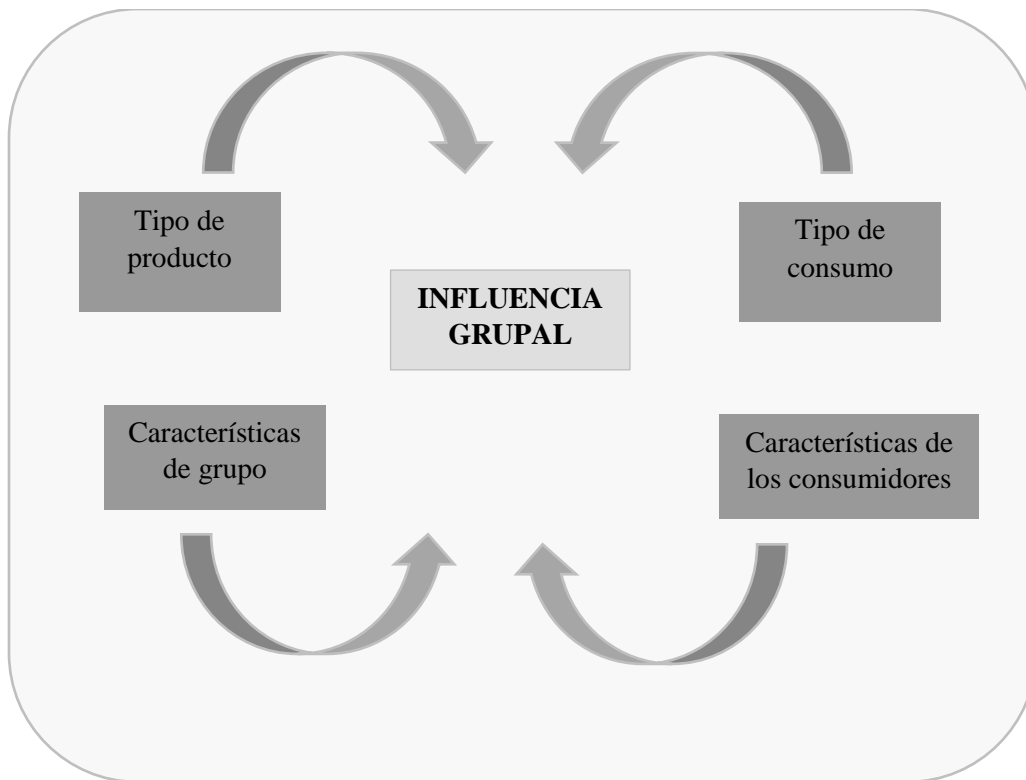 Tipo de
producto
Tipo de
consumo
INFLUENCIA
GRUPAL
Características
de grupo
Características de
los consumidores